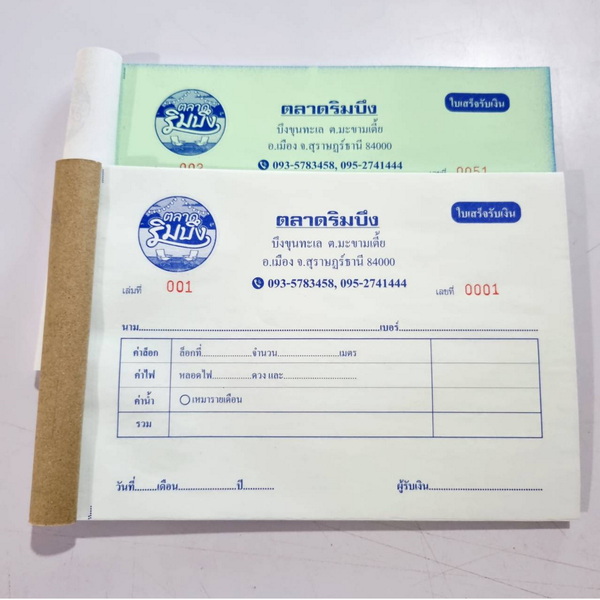 ตลาด
ริมบึง
ตลาดริมบึง
ใบเสร็จรับเงิน
บึงขุนทะเล ต.มะขามเตี้ย
อ.เมือง จ.สุราษฎร์ธานี 84000
093-5783458, 095-2741444
0051
ตลาด
ริมบึง
ตลาดริมบึง
ใบเสร็จรับเงิน
บึงขุนทะเล ต.มะขามเตี้ย
อ.เมือง จ.สุราษฎร์ธานี 84000
093-5783458, 095-2741444
เล่มที่ 001
เลขที่ 0001
นาม..................................................เบอร์..................................
ค่าล็อก ล็อกที่....................จำนวน......................เมตร
ค่าไฟ หลอดไฟ....................ดวง และ..........................
ค่าน้ำ เหมารายเดือน
รวม
วันที่........เดือน.....................ปี........... ผู้รับเงิน........................................